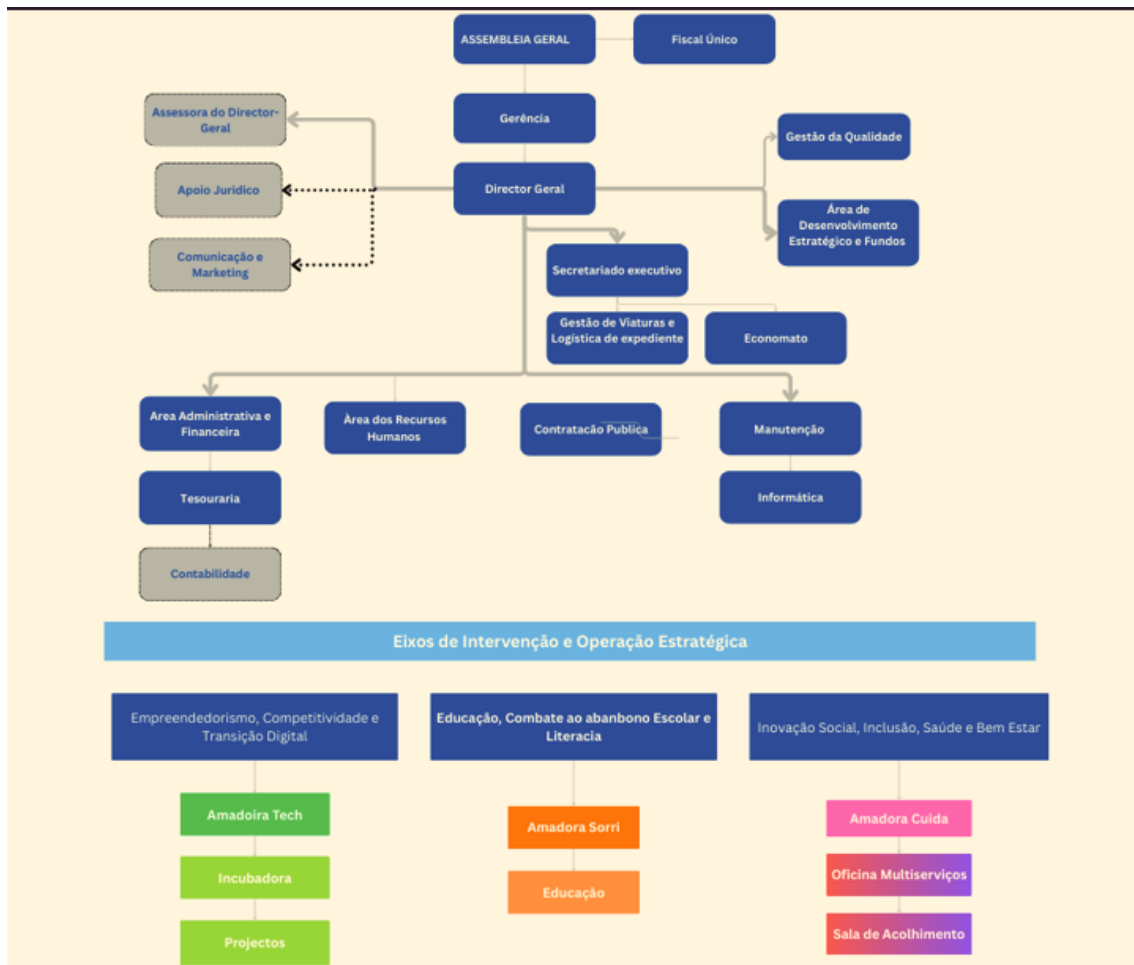 ASSEMBLEIA GERAL
Fiscal Único
Assessora do Director-
Geral
Gerência
Gestão da Qualidade
Apoio Jurídico
Director Geral
Área de
Desenvolvimento
Estratégico e Fundos
Comunicação e
Marketing
Secretariado executivo
Gestão de Viaturas e
Logística de expediente
Economato
Area Administrativa e
Financeira
Àrea dos Recursos
Humanos
Contratacão Publica
Manutenção
Tesouraria
Informática
Contabilidade
Eixos de Intervenção e Operação Estratégica
Empreendedorismo, Competitividade e
Transição Digital
Educação, Combate ao abanbono Escolar e
Literacia
Inovação Social, Inclusão, Saúde e Bem Estar
Amadoira Tech
Incubadora
Projectos
Amadora Sorri
Educação
Amadora Cuida
Oficina Multiserviços
Sala de Acolhimento